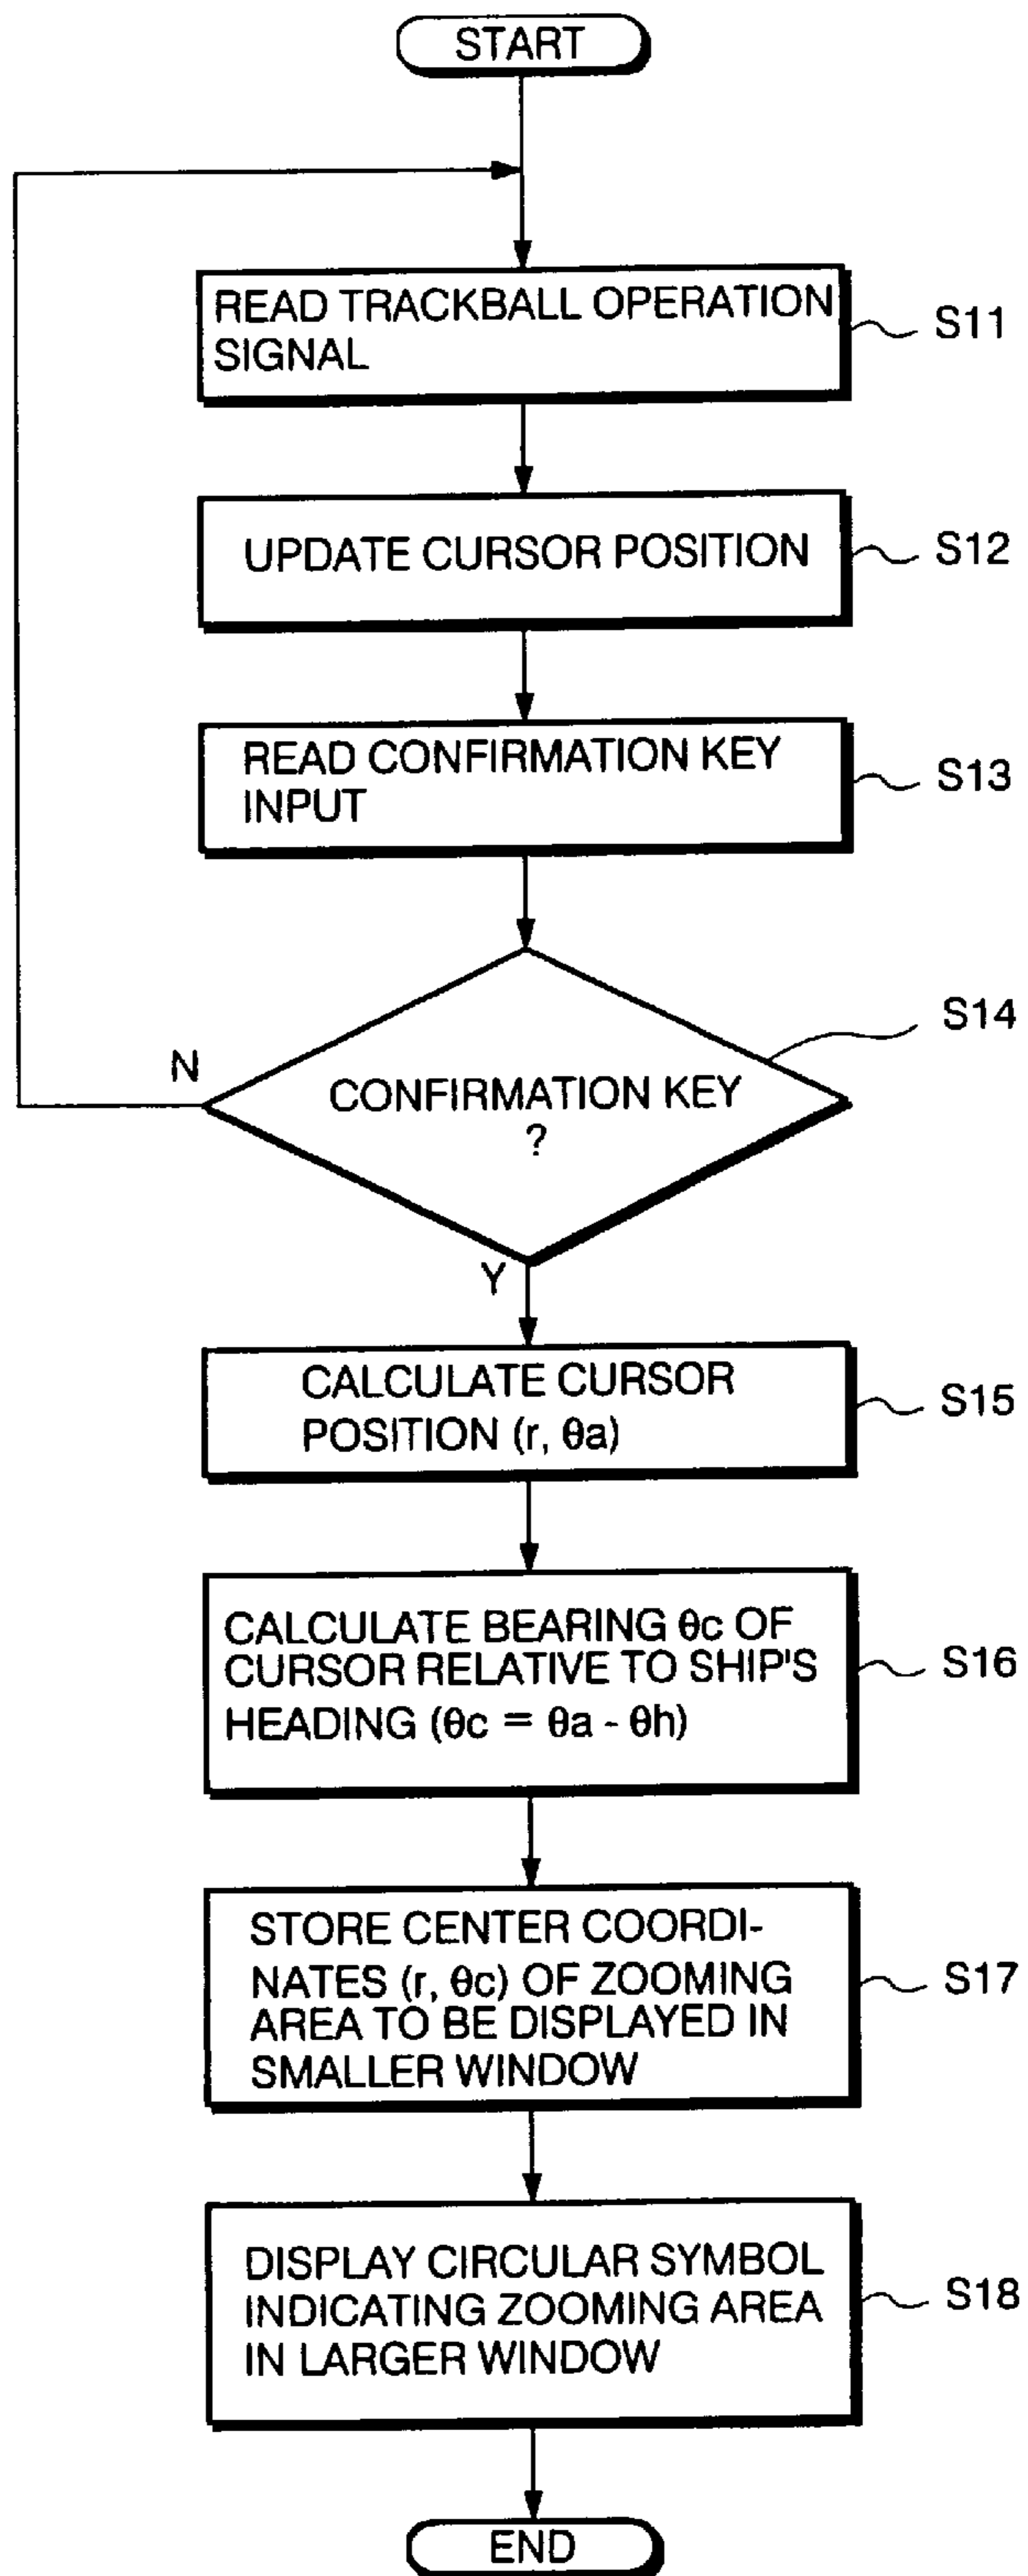 START
READ TRACKBALL OPERATION
SIGNAL
S11
UPDATE CURSOR POSITION
S12
READ CONFIRMATION KEY
INPUT
S13
S14
N
CONFIRMATION KEY
?
Y
CALCULATE CURSOR
POSITION (r, θa)
S15
CALCULATE BEARING θc OF
CURSOR RELATIVE TO SHIP'S
HEADING (θc = θa - θh)
S16
STORE CENTER COORDI-
NATES (r, θc) OF ZOOMING
AREA TO BE DISPLAYED IN
SMALLER WINDOW
S17
DISPLAY CIRCULAR SYMBOL
INDICATING ZOOMING AREA
IN LARGER WINDOW
S18
END